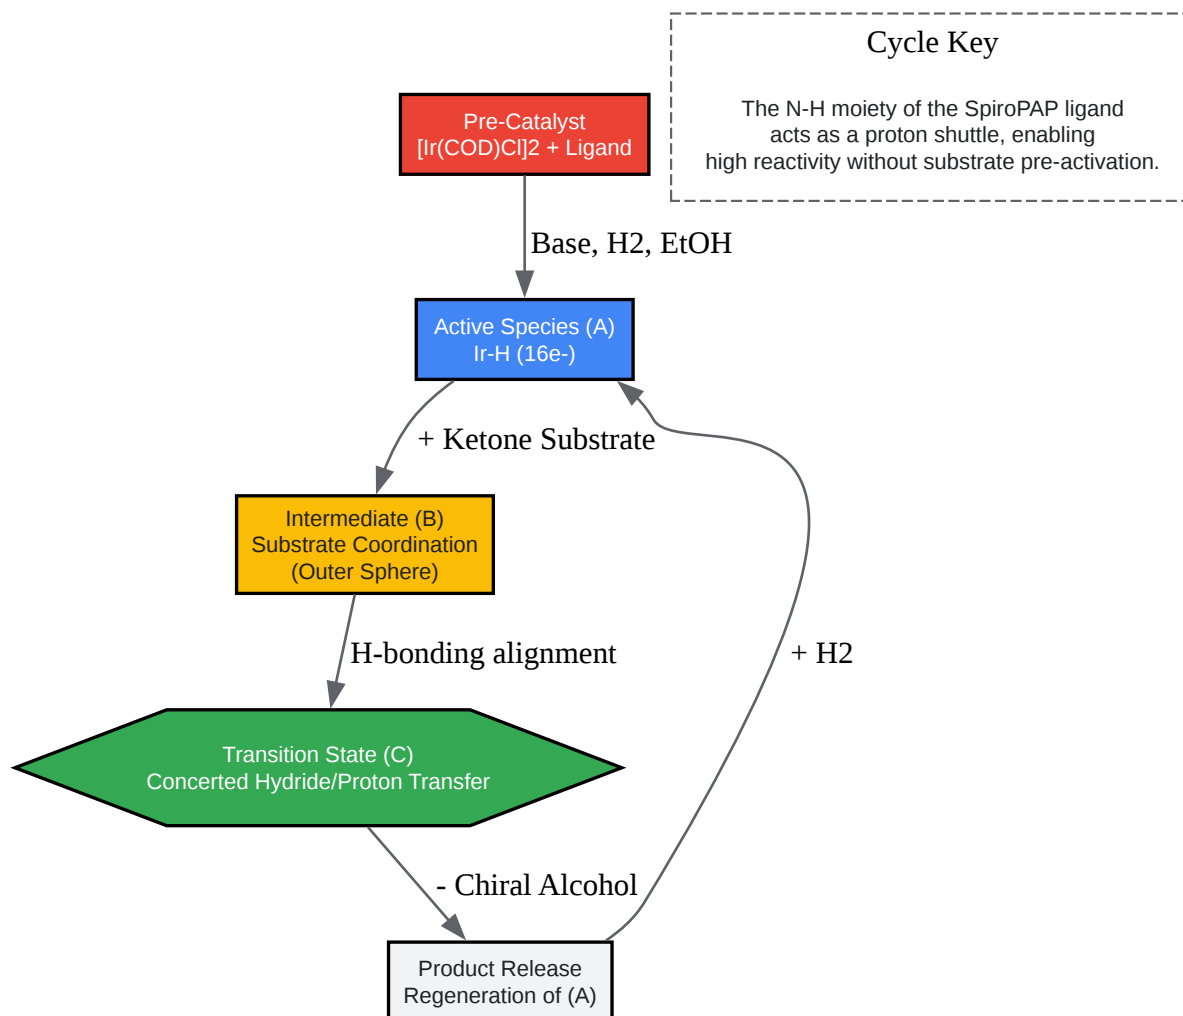 Cycle Key
The N-H moiety of the SpiroPAP ligand
acts as a proton shuttle, enabling
high reactivity without substrate pre-activation.
Pre-Catalyst
[Ir(COD)Cl]2 + Ligand
Base, H2, EtOH
Active Species (A)
Ir-H (16e-)
+ Ketone Substrate
Intermediate (B)
Substrate Coordination
(Outer Sphere)
H-bonding alignment
+ H2
Transition State (C)
Concerted Hydride/Proton Transfer
- Chiral Alcohol
Product Release
Regeneration of (A)